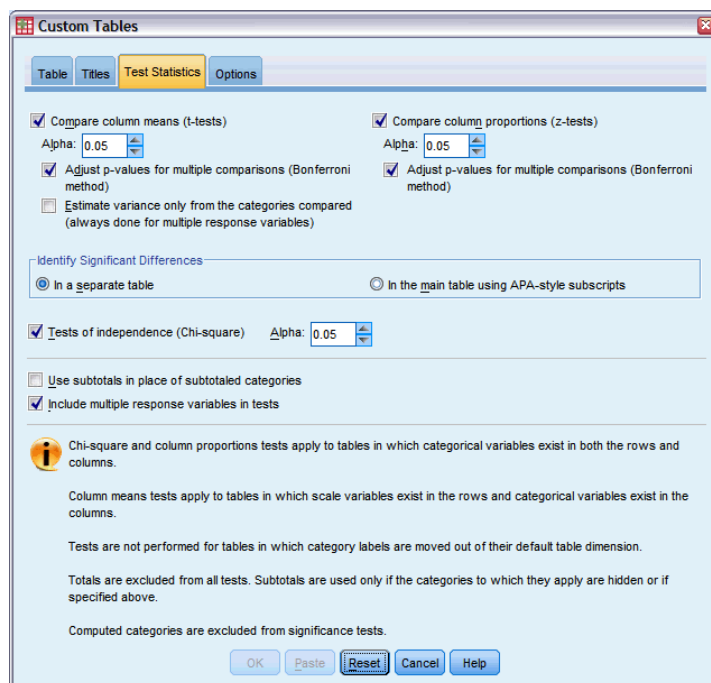 Custom Tables
Table Titles Test Statistics Options
Compare column means (t-tests)
Alpha: 0.05
Adjust p-values for multiple comparisons (Bonferroni
method)
Estimate variance only from the categories compared
(always done for multiple response variables)
Compare column proportions (z-tests)
Alpha: 0.05
Adjust p-values for multiple comparisons (Bonferroni
method)
Identify Significant Differences
In a separate table
In the main table using APA-style subscripts
Tests of independence (Chi-square) Alpha: 0.05
Use subtotals in place of subtotaled categories
Include multiple response variables in tests
Chi-square and column proportions tests apply to tables in which categorical variables exist in both the rows and
columns.
Column means tests apply to tables in which scale variables exist in the rows and categorical variables exist in the
columns.
Tests are not performed for tables in which category labels are moved out of their default table dimension.
Totals are excluded from all tests. Subtotals are used only if the categories to which they apply are hidden or if
specified above.
Computed categories are excluded from significance tests.
OK Paste Reset Cancel Help